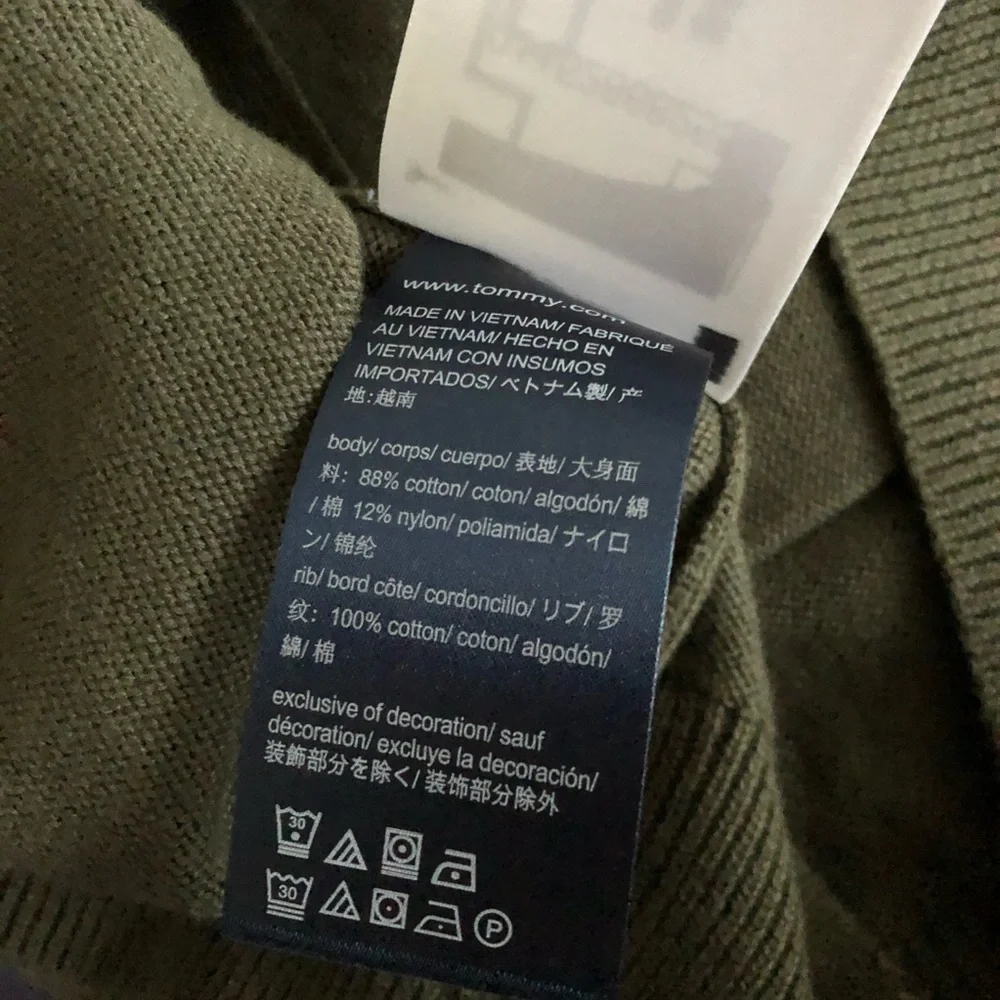 www.tommy.com
MADE IN VIETNAM/ FABRIQUÉ
AU VIETNAM/ HECHO EN
VIETNAM CON INSUMOS
IMPORTADOS/ ベトナム製/ 产
地:越南
body/ corps/ cuerpo/ 表地/ 大身面
料: 88% cotton/ coton/ algodón/ 綿
/ 棉 12% nylon/ poliamida/ ナイロ
ン/ 锦纶
rib/ bord côte/ cordoncillo/ リブ/ 罗
纹: 100% cotton/ coton/ algodón/
綿/ 棉
exclusive of decoration/ sauf
décoration/ excluye la decoración/
装飾部分を除く/ 装饰部分除外
30
30 P